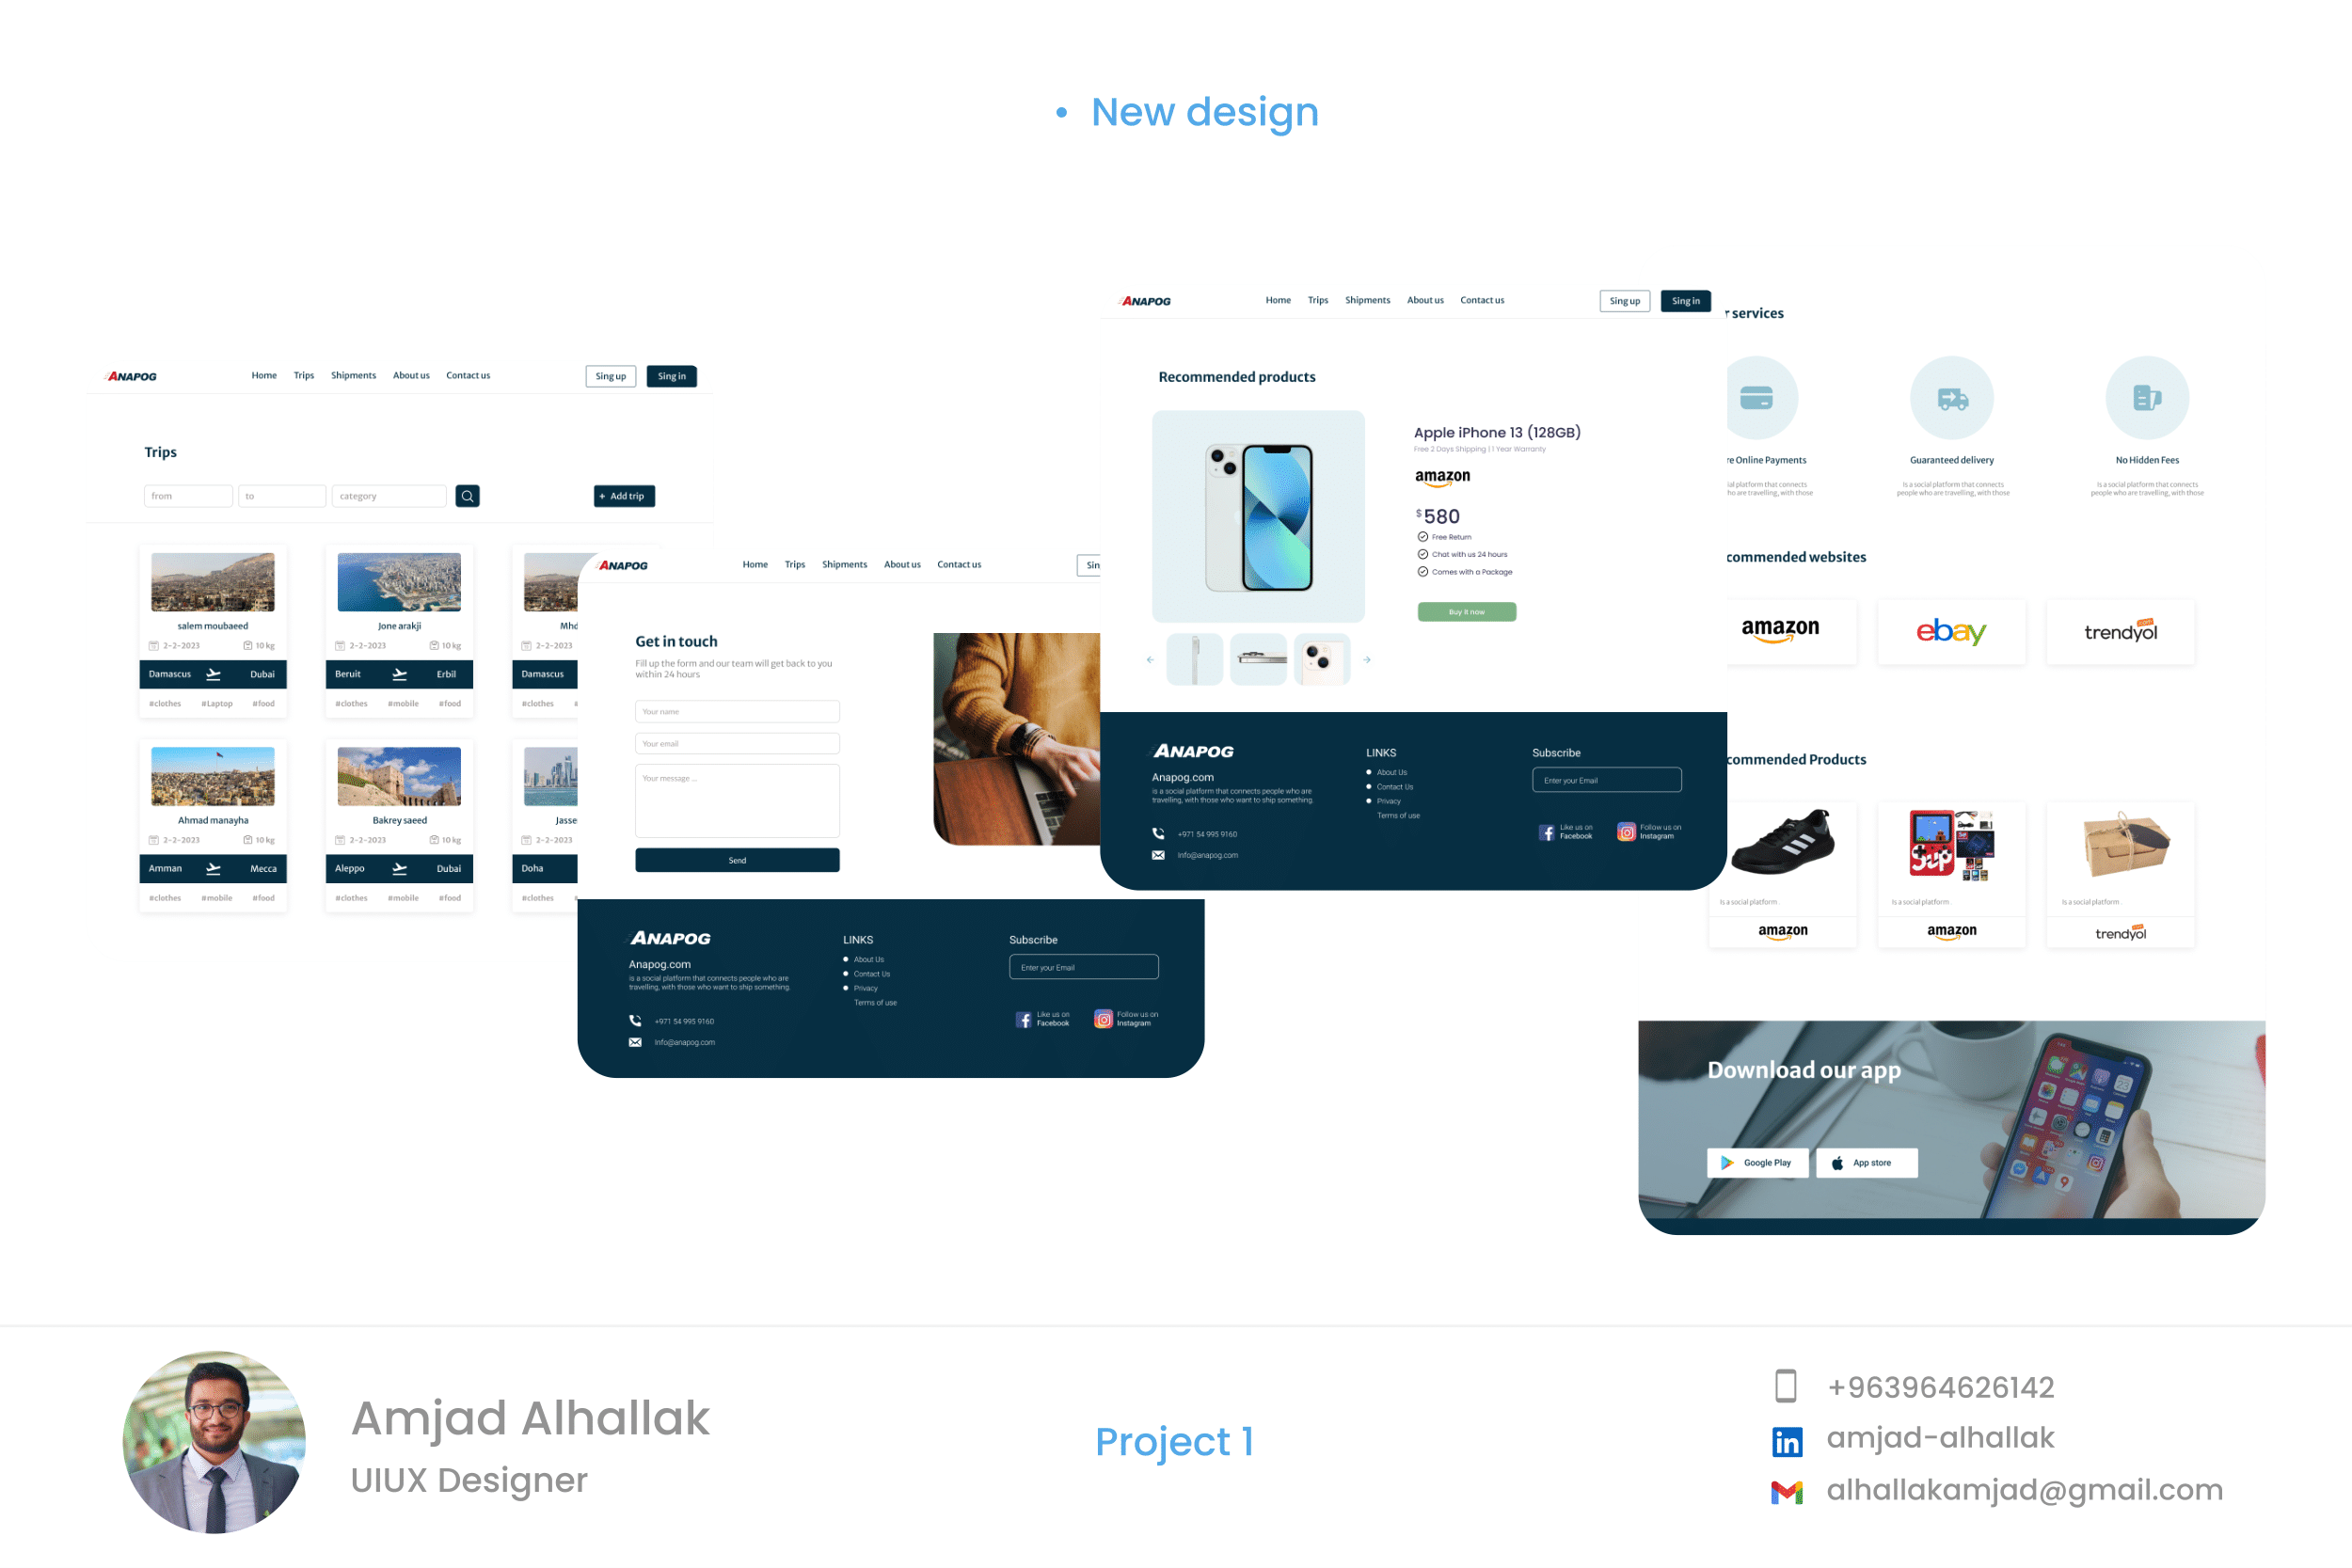 • New design
ANAPOG
Home Trips Shipments About us Contact us
Sing up
Sing in
Trips
from
to
category
+ Add trip
salem moubaeed
2-2-2023 10 kg
Damascus Dubai
#clothes #Laptop #food
Jone arakji
2-2-2023 10 kg
Beruit Erbil
#clothes #mobile #food
Mhd
2-2-2023
Damascus
#clothes #
Ahmad manayha
2-2-2023 10 kg
Amman Mecca
#clothes #mobile #food
Bakrey saeed
2-2-2023 10 kg
Aleppo Dubai
#clothes #mobile #food
Jasse
2-2-2023
Doha
#clothes #
ANAPOG
Home Trips Shipments About us Contact us
Sin
Get in touch
Fill up the form and our team will get back to you
within 24 hours
Your name
Your email
Your message ...
Send
ANAPOG
Anapog.com
is a social platform that connects people who are
travelling, with those who want to ship something.
+971 54 995 9160
Info@anapog.com
LINKS
About Us
Contact Us
Privacy
Terms of use
Subscribe
Enter your Email
Like us on
Facebook
Follow us on
Instagram
ANAPOG
Home Trips Shipments About us Contact us
Sing up
Sing in
Recommended products
Apple iPhone 13 (128GB)
Free 2 Days Shipping | 1 Year Warranty
amazon
$580
Free Return
Chat with us 24 hours
Comes with a Package
Buy it now
ANAPOG
Anapog.com
is a social platform that connects people who are
travelling, with those who want to ship something.
+971 54 995 9160
Info@anapog.com
LINKS
About Us
Contact Us
Privacy
Terms of use
Subscribe
Enter your Email
Like us on
Facebook
Follow us on
Instagram
r services
re Online Payments
ial platform that connects
ho are travelling, with those
Guaranteed delivery
Is a social platform that connects
people who are travelling, with those
No Hidden Fees
Is a social platform that connects
people who are travelling, with those
commended websites
amazon
ebay
trendyol
commended Products
Is a social platform.
amazon
Sup
Is a social platform.
amazon
Is a social platform.
trendyol
Download our app
Google Play
App store
Amjad Alhallak
UIUX Designer
Project 1
+963964626142
in amjad-alhallak
alhallakamjad@gmail.com